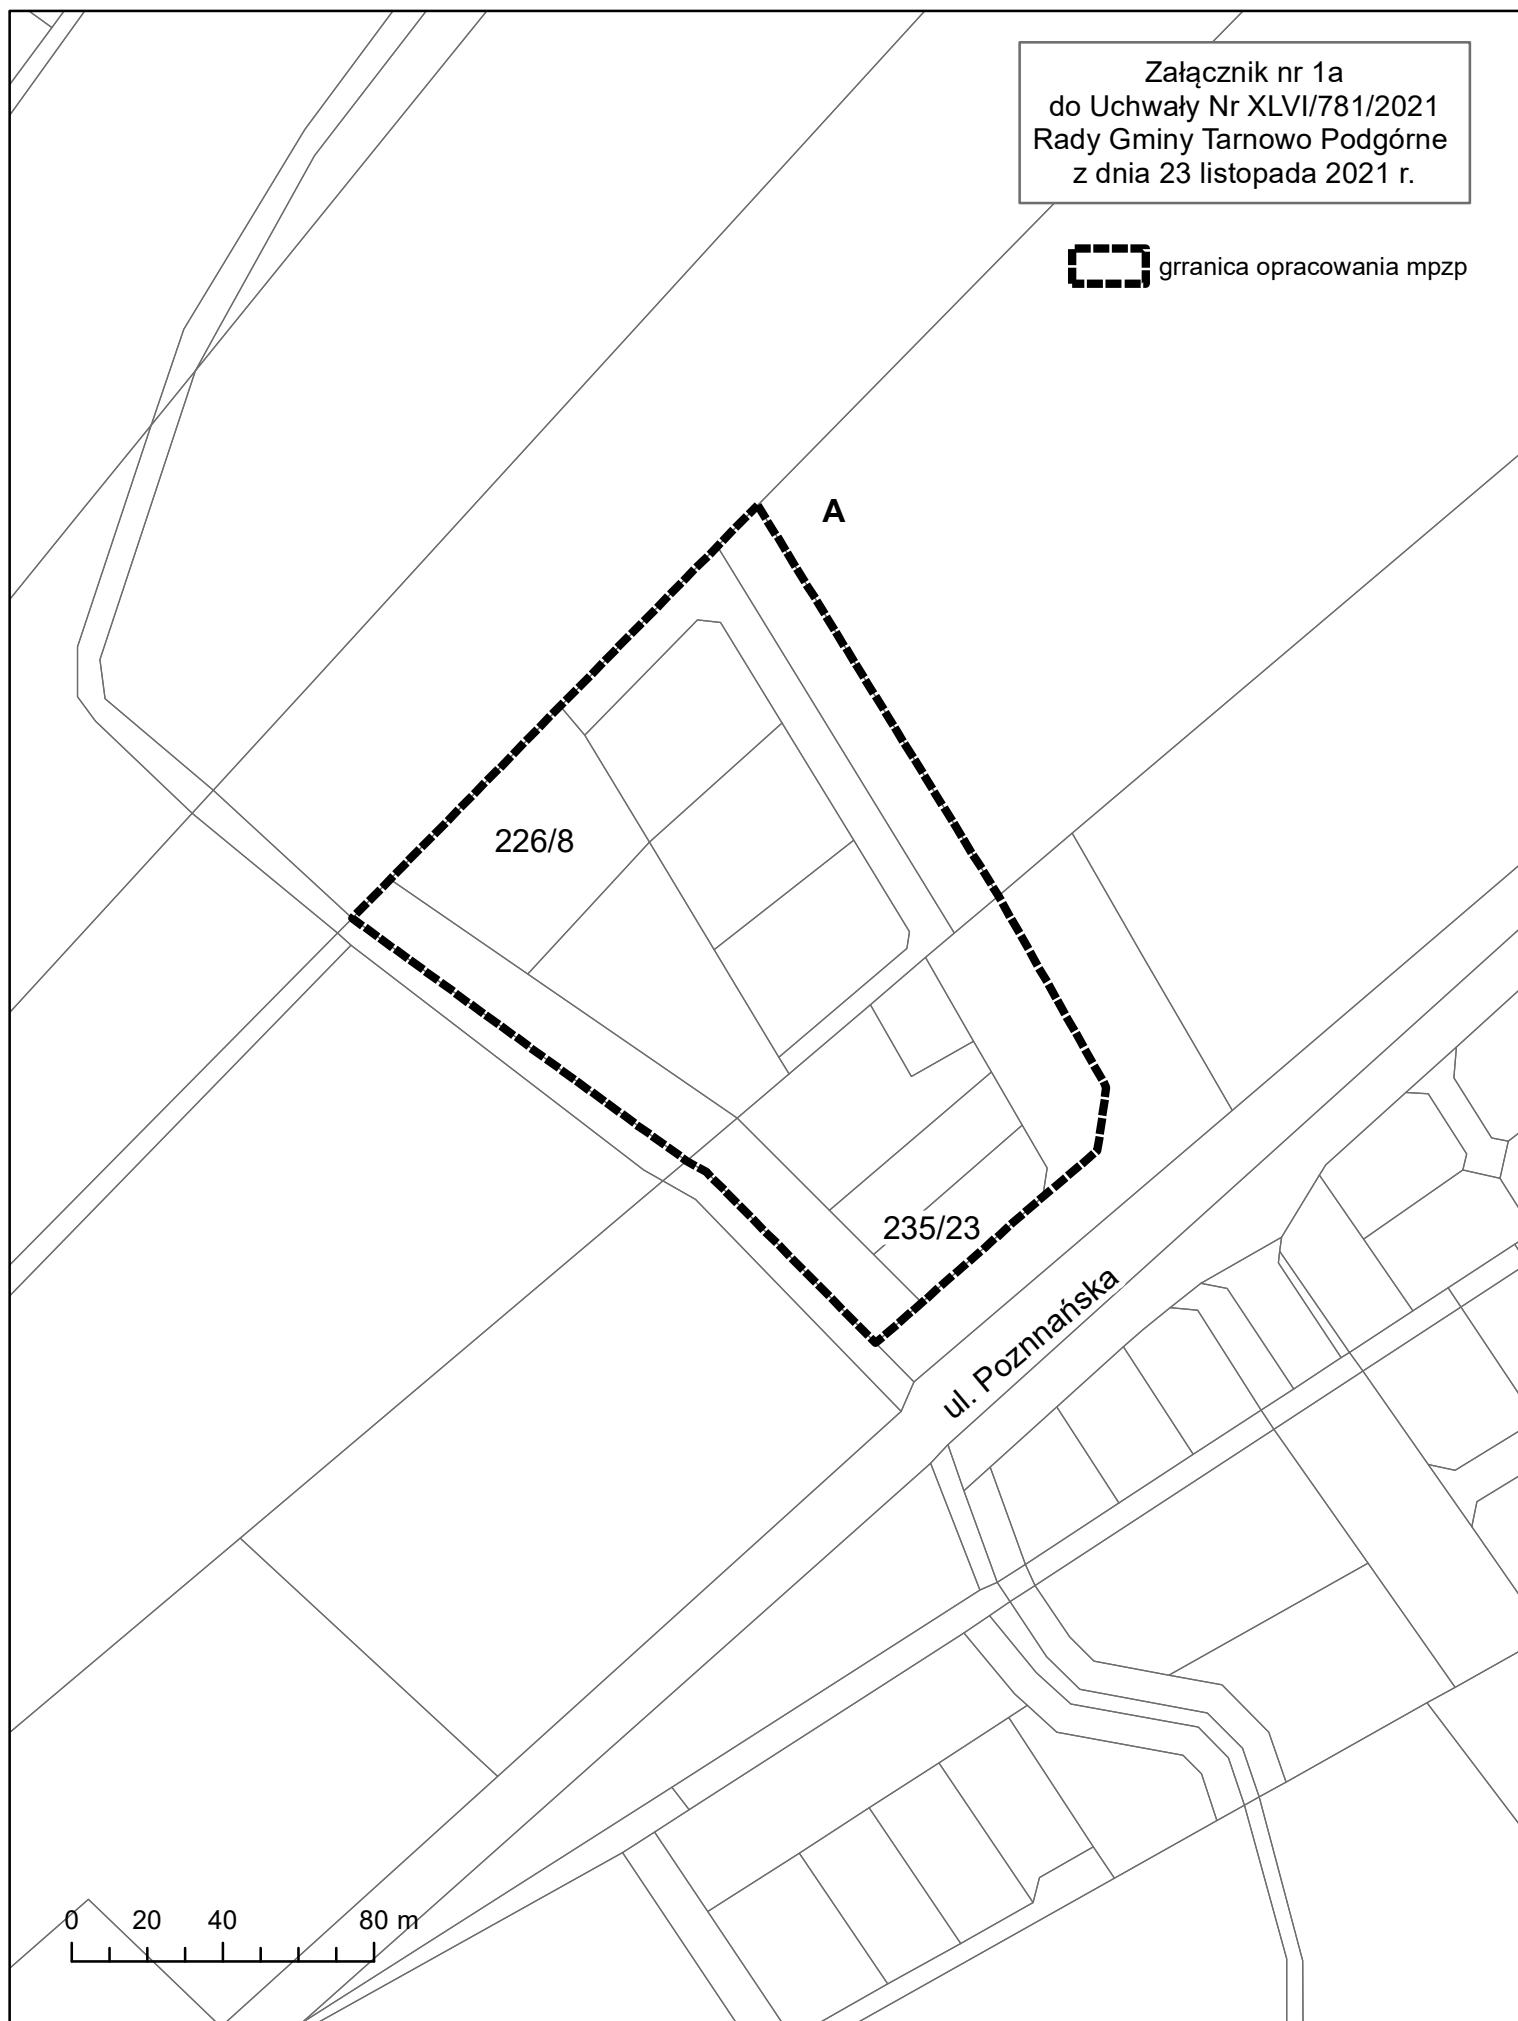 Załącznik nr 1a
do Uchwały Nr XLVI/781/2021
Rady Gminy Tarnowo Podgórne
z dnia 23 listopada 2021 r.
grranica opracowania mpzp
A
226/8
235/23
ul. Poznnańska
0 20 40 80 m